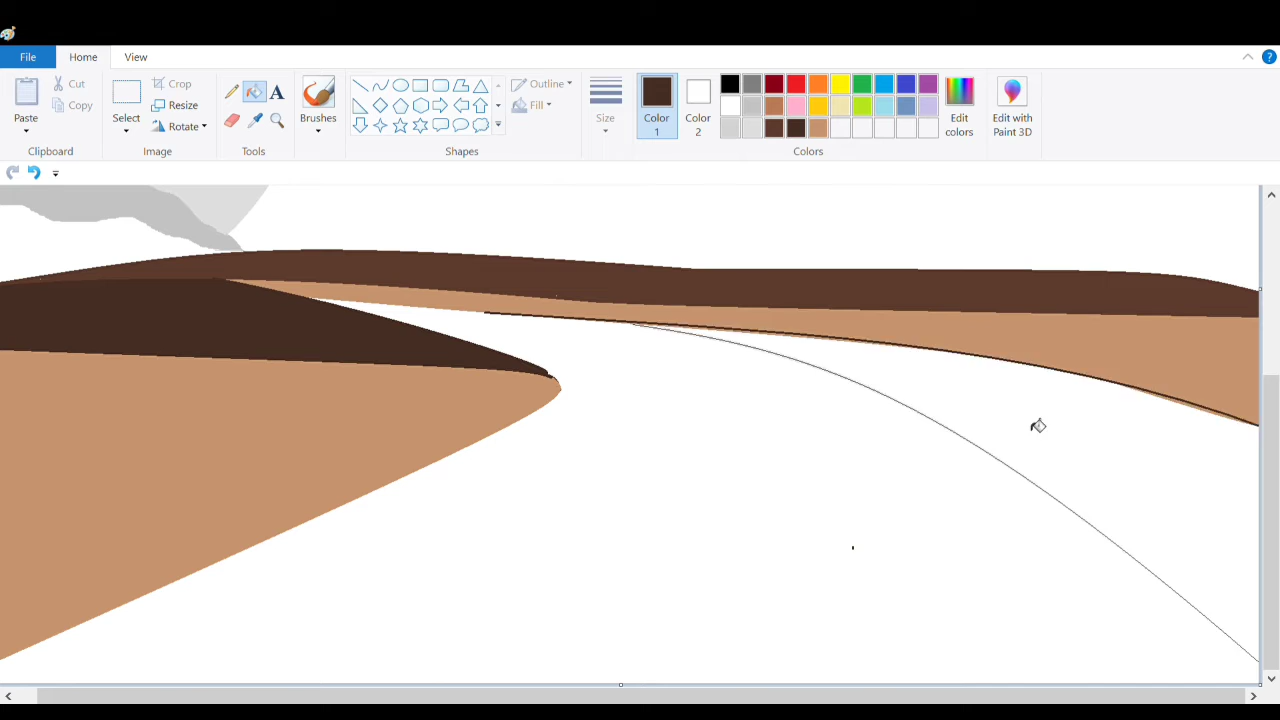 File Home View
Paste
Cut
Copy
Clipboard
Select
Crop
Resize
Rotate
Image
Tools
Brushes
Outline
Fill
Shapes
Size
Color 1
Color 2
Edit colors
Colors
Edit with Paint 3D